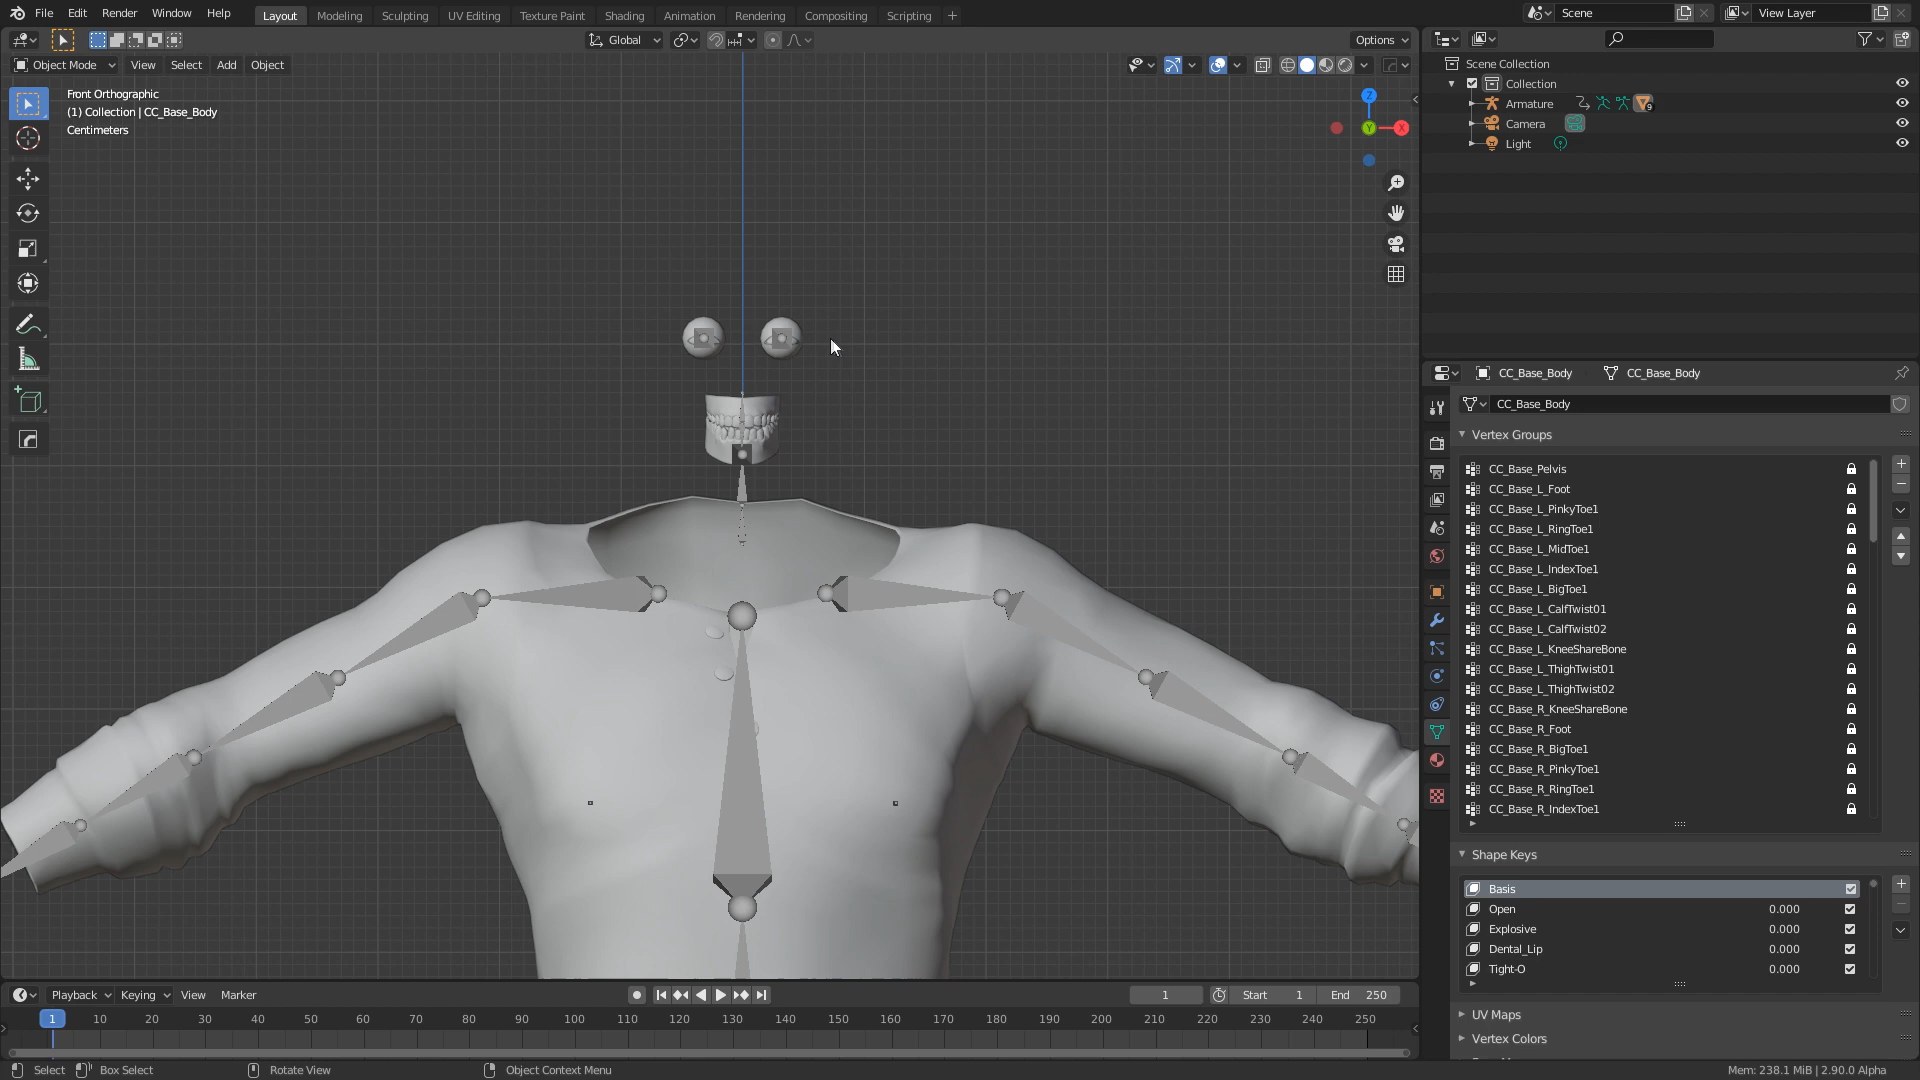 File Edit Render Window Help
Layout Modeling Sculpting UV Editing Texture Paint Shading Animation Rendering Compositing Scripting +
Scene
View Layer
Global
Options
Object Mode View Select Add Object
Front Orthographic
(1) Collection | CC_Base_Body
Centimeters
Z
Y
X
Scene Collection
Collection
Armature
9
Camera
Light
CC_Base_Body
CC_Base_Body
CC_Base_Body
Vertex Groups
CC_Base_Pelvis
CC_Base_L_Foot
CC_Base_L_PinkyToe1
CC_Base_L_RingToe1
CC_Base_L_MidToe1
CC_Base_L_IndexToe1
CC_Base_L_BigToe1
CC_Base_L_CalfTwist01
CC_Base_L_CalfTwist02
CC_Base_L_KneeShareBone
CC_Base_L_ThighTwist01
CC_Base_L_ThighTwist02
CC_Base_R_KneeShareBone
CC_Base_R_Foot
CC_Base_R_BigToe1
CC_Base_R_PinkyToe1
CC_Base_R_RingToe1
CC_Base_R_IndexToe1
Shape Keys
Basis
Open 0.000
Explosive 0.000
Dental_Lip 0.000
Tight-O 0.000
UV Maps
Vertex Colors
Playback Keying View Marker
1
Start 1
End 250
1 10 20 30 40 50 60 70 80 90 100 110 120 130 140 150 160 170 180 190 200 210 220 230 240 250
Select
Box Select
Rotate View
Object Context Menu
Mem: 238.1 MiB | 2.90.0 Alpha